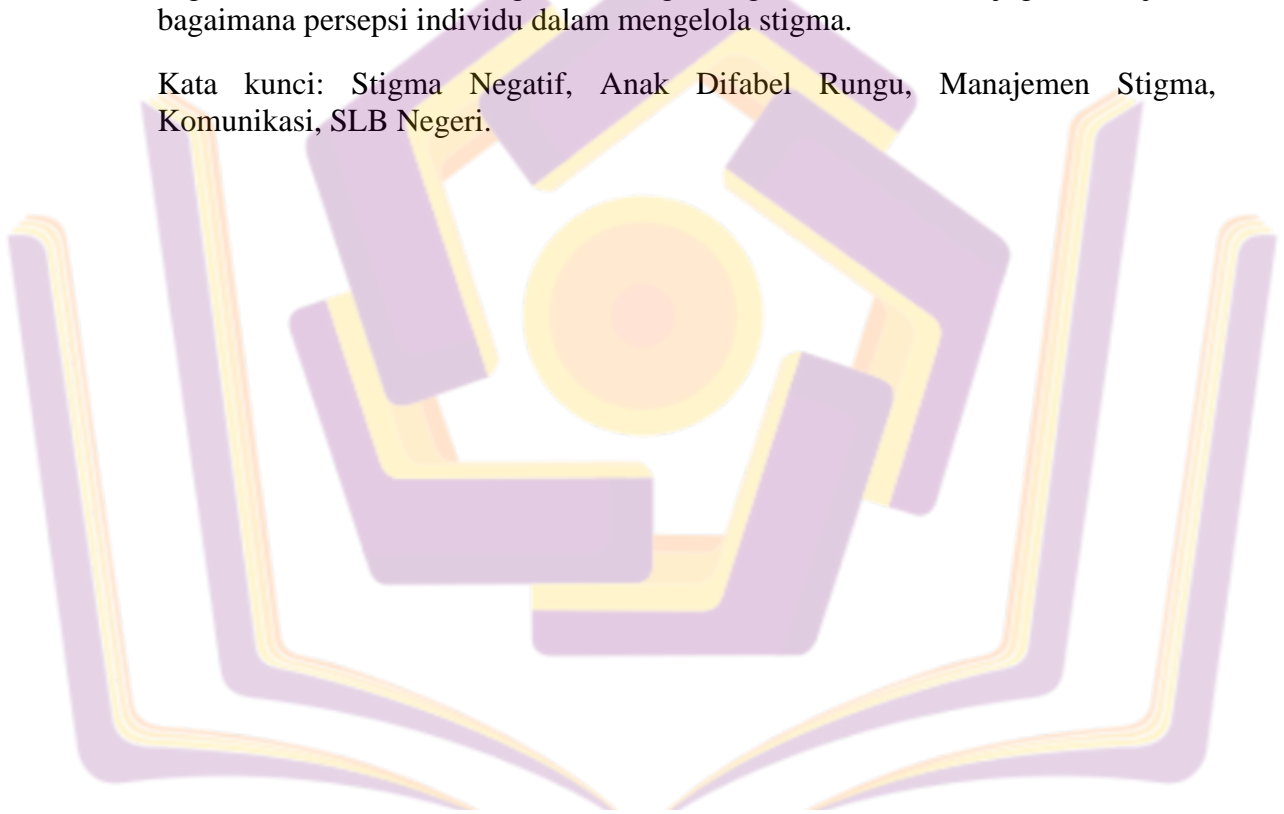 bagaimana persepsi individu dalam mengelola stigma.
Kata kunci: Stigma Negatif, Anak Difabel Rungu, Manajemen Stigma,
Komunikasi, SLB Negeri.